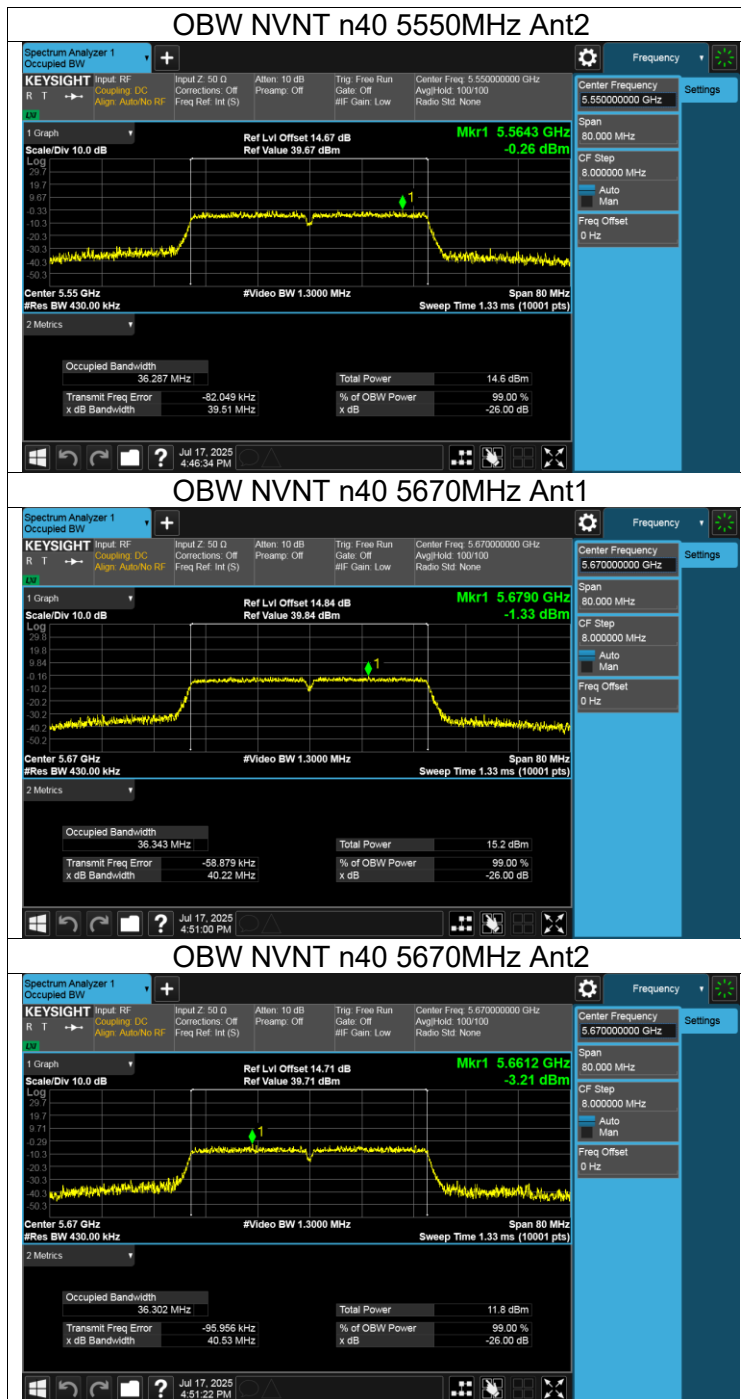 OBW NVNT n40 5550MHz Ant2
Spectrum Analyzer 1
Occupied BW
+
Frequency
KEYSIGHT Input: RF Input Z: 50 Ω Atten: 10 dB Trig: Free Run Center Freq: 5.550000000 GHz
R T Coupling: DC Corrections: Off Preamp: Off Gate: Off Avg|Hold: 100/100
Align: Auto/No RF Freq Ref: Int (S) #IF Gain: Low Radio Std: None
LXI
Center Frequency
5.550000000 GHz
Settings
Span
80.000 MHz
CF Step
8.000000 MHz
Auto
Man
Freq Offset
0 Hz
1 Graph
Ref Lvl Offset 14.67 dB Mkr1 5.5643 GHz
Scale/Div 10.0 dB Ref Value 39.67 dBm -0.26 dBm
Log
29.7
19.7
9.67
-0.33
-10.3
-20.3
-30.3
-40.3
-50.3
1
Center 5.55 GHz #Video BW 1.3000 MHz Span 80 MHz
#Res BW 430.00 kHz Sweep Time 1.33 ms (10001 pts)
2 Metrics
Occupied Bandwidth
36.287 MHz Total Power 14.6 dBm
Transmit Freq Error -82.049 kHz % of OBW Power 99.00 %
x dB Bandwidth 39.51 MHz x dB -26.00 dB
? Jul 17, 2025
4:46:34 PM
OBW NVNT n40 5670MHz Ant1
Spectrum Analyzer 1
Occupied BW
+
Frequency
KEYSIGHT Input: RF Input Z: 50 Ω Atten: 10 dB Trig: Free Run Center Freq: 5.670000000 GHz
R T Coupling: DC Corrections: Off Preamp: Off Gate: Off Avg|Hold: 100/100
Align: Auto/No RF Freq Ref: Int (S) #IF Gain: Low Radio Std: None
LXI
Center Frequency
5.670000000 GHz
Settings
Span
80.000 MHz
CF Step
8.000000 MHz
Auto
Man
Freq Offset
0 Hz
1 Graph
Ref Lvl Offset 14.84 dB Mkr1 5.6790 GHz
Scale/Div 10.0 dB Ref Value 39.84 dBm -1.33 dBm
Log
29.8
19.8
9.84
-0.16
-10.2
-20.2
-30.2
-40.2
-50.2
1
Center 5.67 GHz #Video BW 1.3000 MHz Span 80 MHz
#Res BW 430.00 kHz Sweep Time 1.33 ms (10001 pts)
2 Metrics
Occupied Bandwidth
36.343 MHz Total Power 15.2 dBm
Transmit Freq Error -58.879 kHz % of OBW Power 99.00 %
x dB Bandwidth 40.22 MHz x dB -26.00 dB
? Jul 17, 2025
4:51:00 PM
OBW NVNT n40 5670MHz Ant2
Spectrum Analyzer 1
Occupied BW
+
Frequency
KEYSIGHT Input: RF Input Z: 50 Ω Atten: 10 dB Trig: Free Run Center Freq: 5.670000000 GHz
R T Coupling: DC Corrections: Off Preamp: Off Gate: Off Avg|Hold: 100/100
Align: Auto/No RF Freq Ref: Int (S) #IF Gain: Low Radio Std: None
LXI
Center Frequency
5.670000000 GHz
Settings
Span
80.000 MHz
CF Step
8.000000 MHz
Auto
Man
Freq Offset
0 Hz
1 Graph
Ref Lvl Offset 14.71 dB Mkr1 5.6612 GHz
Scale/Div 10.0 dB Ref Value 39.71 dBm -3.21 dBm
Log
29.7
19.7
9.71
-0.29
-10.3
-20.3
-30.3
-40.3
-50.3
1
Center 5.67 GHz #Video BW 1.3000 MHz Span 80 MHz
#Res BW 430.00 kHz Sweep Time 1.33 ms (10001 pts)
2 Metrics
Occupied Bandwidth
36.302 MHz Total Power 11.8 dBm
Transmit Freq Error -95.956 kHz % of OBW Power 99.00 %
x dB Bandwidth 40.53 MHz x dB -26.00 dB
? Jul 17, 2025
4:51:22 PM